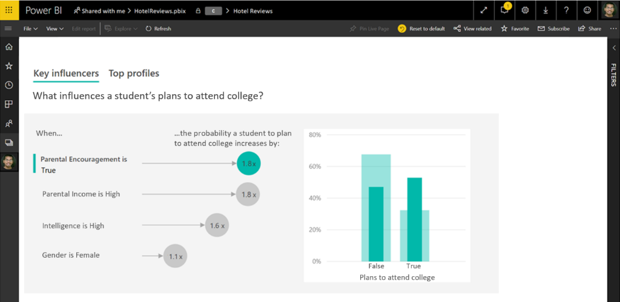 Power BI
Shared with me > HotelReviews.pbix
Hotel Reviews
File View Edit report Explore Refresh
Pin Live Page Reset to default View related Favorite Subscribe Share
FILTERS
Key influencers Top profiles
What influences a student's plans to attend college?
When...
...the probability a student to plan
to attend college increases by:
Parental Encouragement is
True
1.8 x
Parental Income is High
1.8 x
Intelligence is High
1.6 x
Gender is Female
1.1 x
80%
60%
40%
20%
0%
False True
Plans to attend college